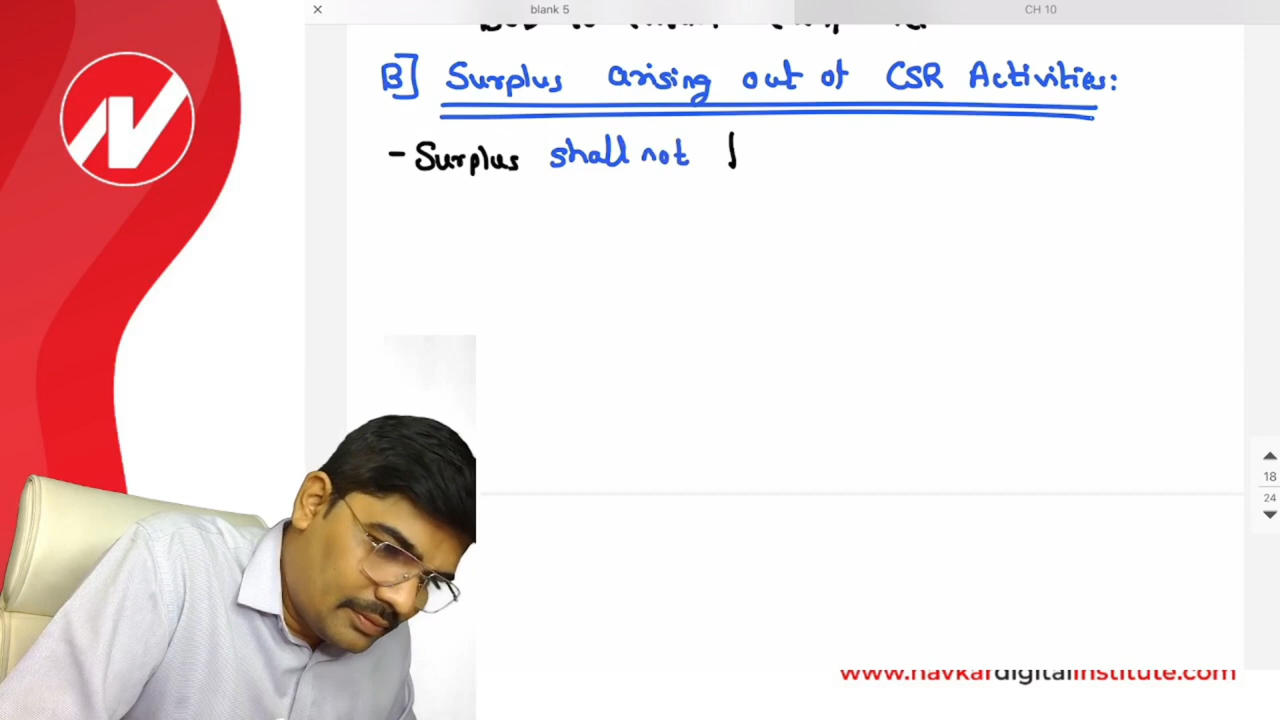 blank 5
CH 10
B] Surplus arising out of CSR Activities:
- Surplus shall not
18
24
www.navkardigitalinstitute.com